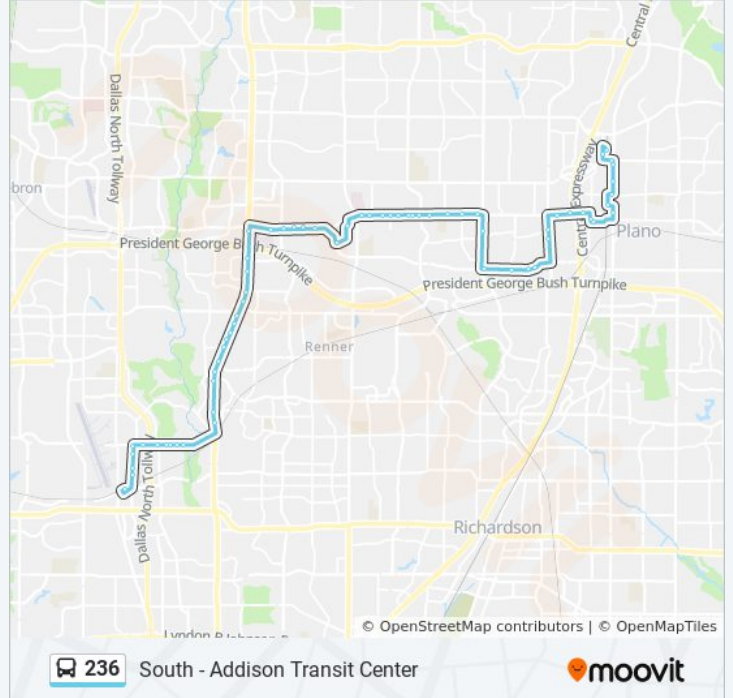 Central
Dallas North Tollway
bron
Central Expressway
Plano
President George Bush Turnpike
President George Bush Turnpike
Renner
Dallas North Tollway
Richardson
© OpenStreetMap contributors | © OpenMapTiles
236 South - Addison Transit Center
moovit